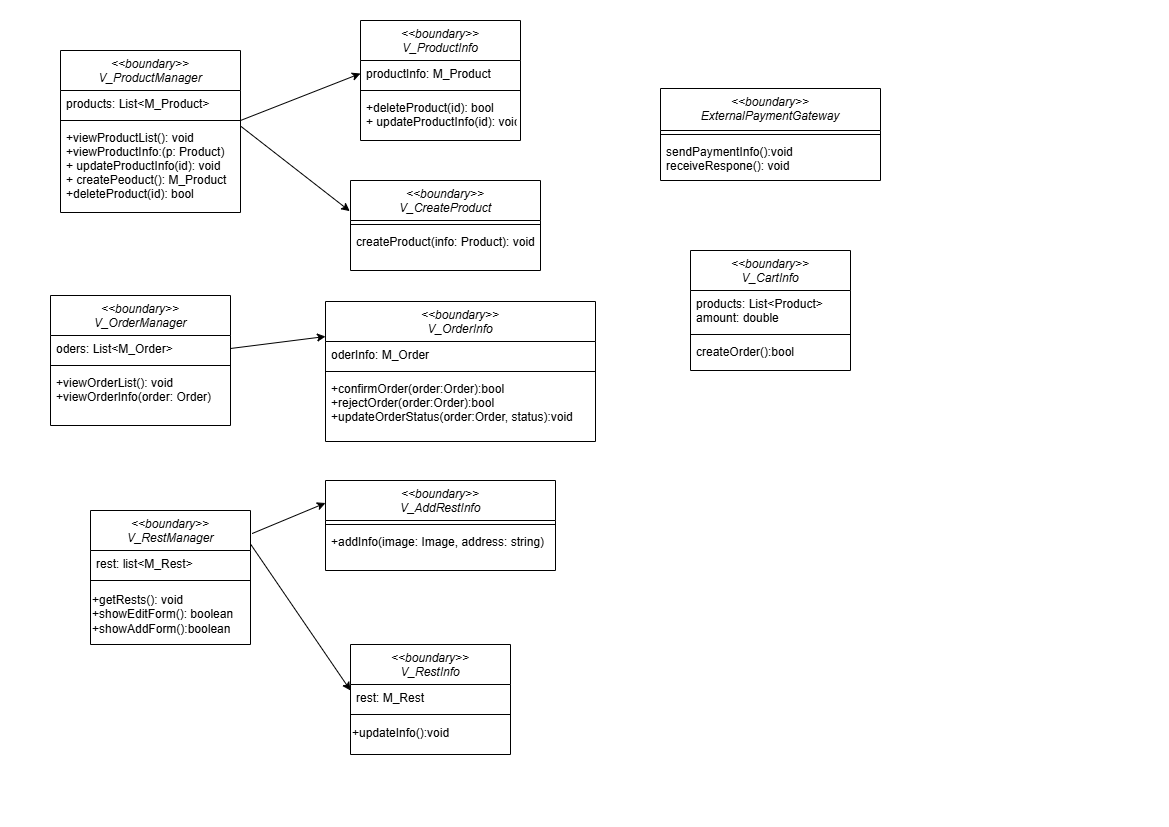 <<boundary>>
V_ProductManager
products: List<M_Product>
+viewProductList(): void
+viewProductInfo:(p: Product)
+ updateProductInfo(id): void
+ createPeoduct(): M_Product
+deleteProduct(id): bool
<<boundary>>
V_ProductInfo
productInfo: M_Product
+deleteProduct(id): bool
+ updateProductInfo(id): void
<<boundary>>
V_CreateProduct
createProduct(info: Product): void
<<boundary>>
ExternalPaymentGateway
sendPaymentInfo():void
receiveRespone(): void
<<boundary>>
V_CartInfo
products: List<Product>
amount: double
createOrder():bool
<<boundary>>
V_OrderManager
oders: List<M_Order>
+viewOrderList(): void
+viewOrderInfo(order: Order)
<<boundary>>
V_OrderInfo
oderInfo: M_Order
+confirmOrder(order:Order):bool
+rejectOrder(order:Order):bool
+updateOrderStatus(order:Order, status):void
<<boundary>>
V_RestManager
rest: list<M_Rest>
+getRests(): void
+showEditForm(): boolean
+showAddForm():boolean
<<boundary>>
V_AddRestInfo
+addInfo(image: Image, address: string)
<<boundary>>
V_RestInfo
rest: M_Rest
+updateInfo():void